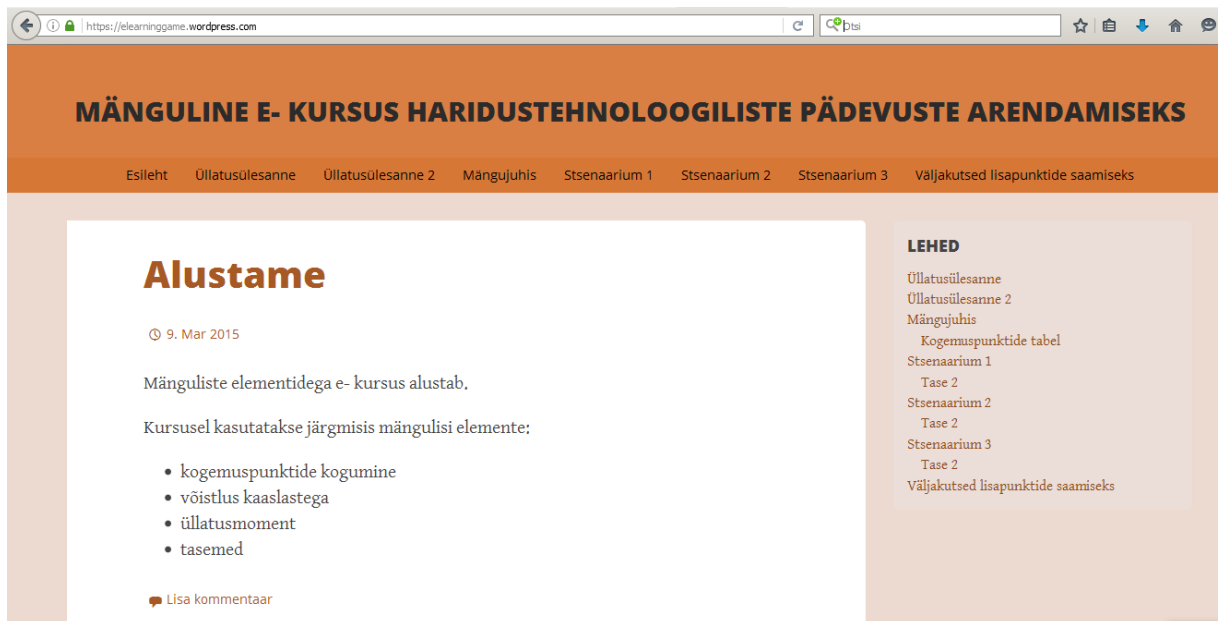 https://elearninggame.wordpress.com
Otsi
MÄNGULINE E- KURSUS HARIDUSTEHNOLOOGILISTE PÄDEVUSTE ARENDAMISEKS
Esileht Üllatusülesanne Üllatusülesanne 2 Mängujuhis Stsenaarium 1 Stsenaarium 2 Stsenaarium 3 Väljakutsed lisapunktide saamiseks
Alustame
9. Mar 2015
Mänguliste elementidega e- kursus alustab.
Kursusel kasutatakse järgmisis mängulisi elemente:
kogemuspunktide kogumine
võistlus kaaslastega
üllatusmoment
tasemed
Lisa kommentaar
LEHED
Üllatusülesanne
Üllatusülesanne 2
Mängujuhis
Kogemuspunktide tabel
Stsenaarium 1
Tase 2
Stsenaarium 2
Tase 2
Stsenaarium 3
Tase 2
Väljakutsed lisapunktide saamiseks